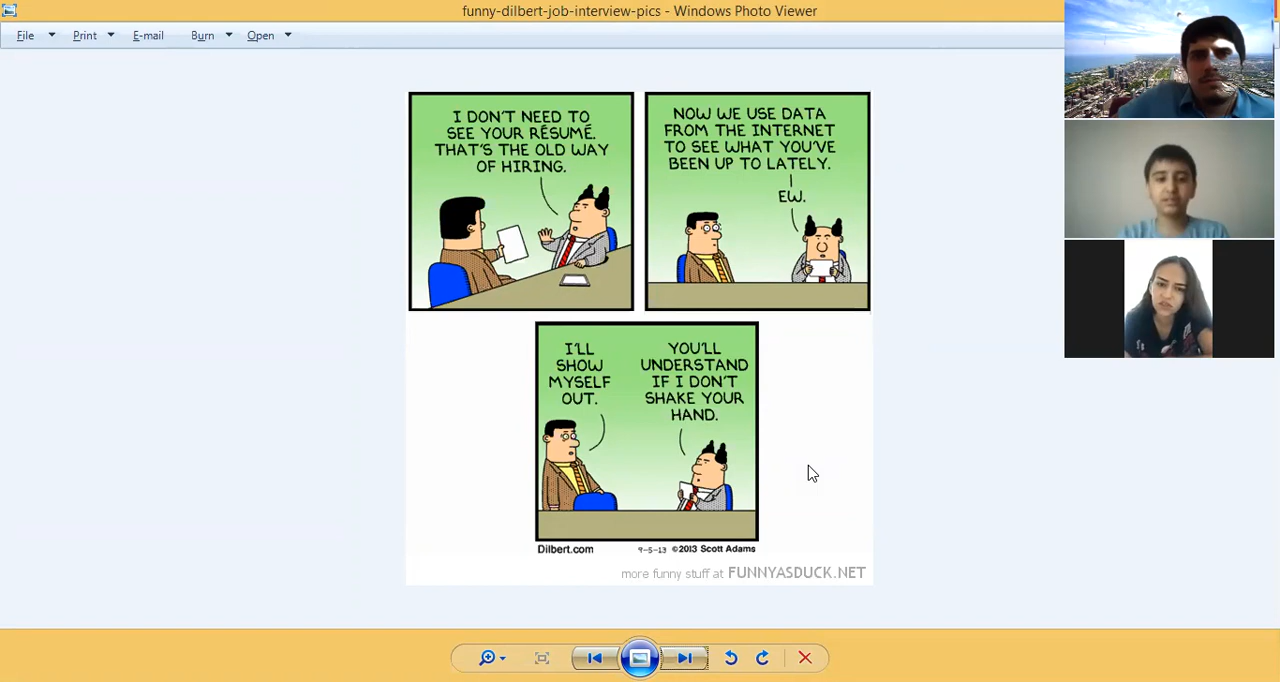 funny-dilbert-job-interview-pics - Windows Photo Viewer
File Print E-mail Burn Open
I DON'T NEED TO
SEE YOUR RÉSUMÉ.
THAT'S THE OLD WAY
OF HIRING.
NOW WE USE DATA
FROM THE INTERNET
TO SEE WHAT YOU'VE
BEEN UP TO LATELY.
EW.
I'LL
SHOW
MYSELF
OUT.
YOU'LL
UNDERSTAND
IF I DON'T
SHAKE YOUR
HAND.
Dilbert.com 9-5-13 ©2013 Scott Adams
more funny stuff at FUNNYASDUCK.NET